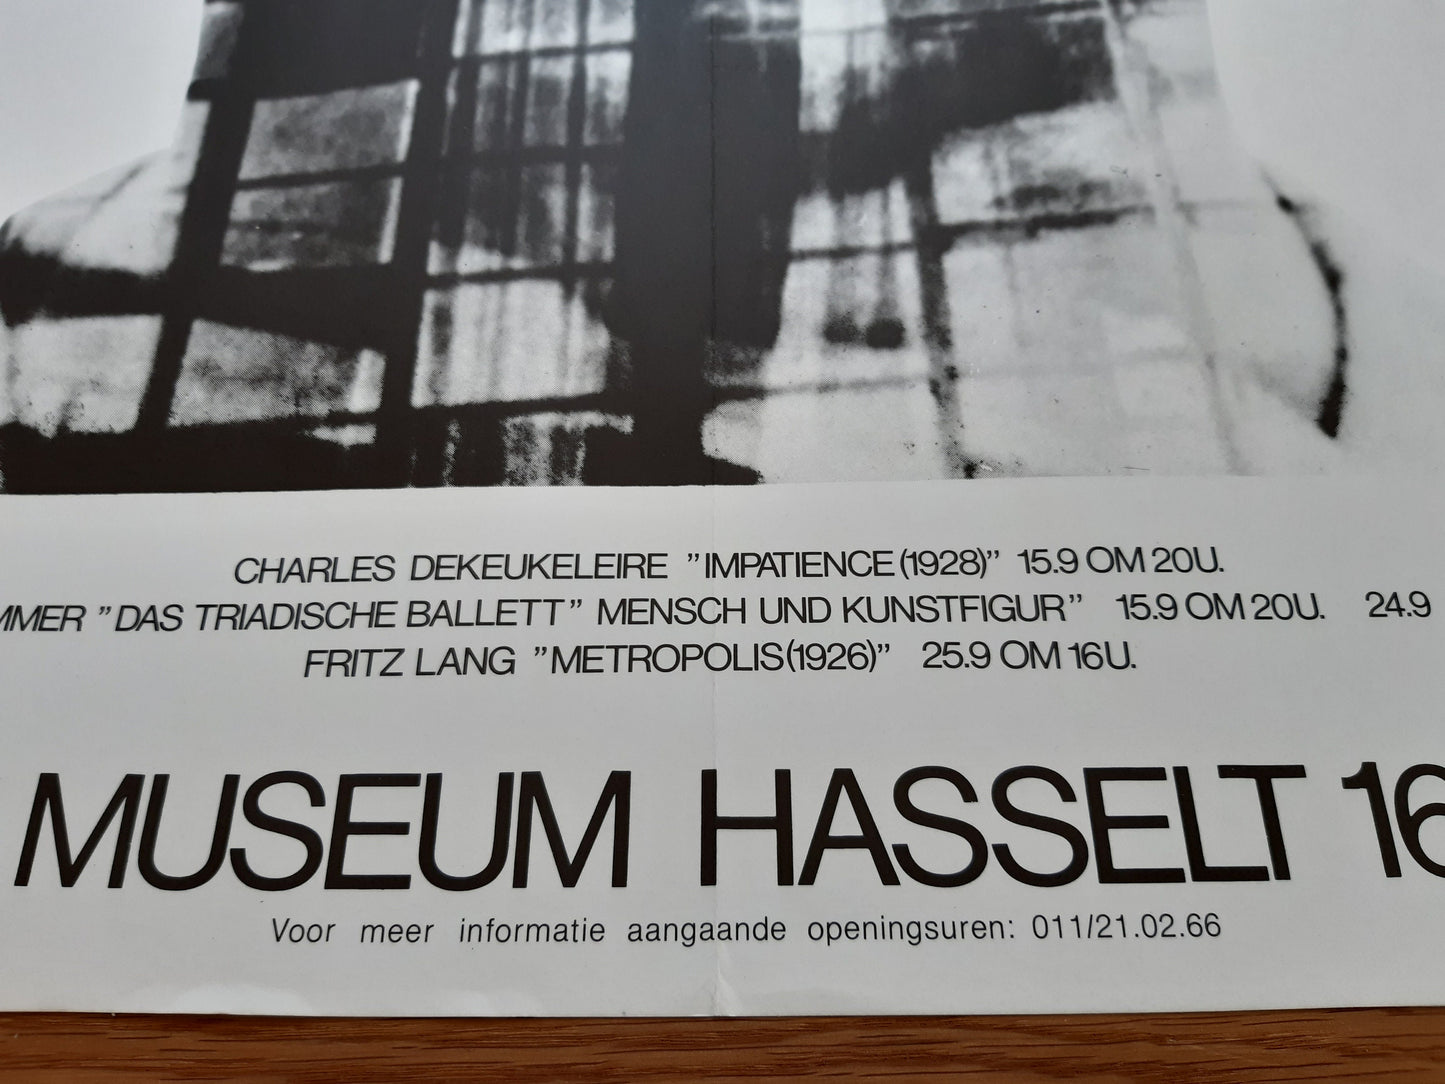 CHARLES DEKEUKELEIRE "IMPATIENCE (1928)" 15.9 OM 20U.
MMER "DAS TRIADISCHE BALLETT" MENSCH UND KUNSTFIGUR" 15.9 OM 20U. 24.9
FRITZ LANG "METROPOLIS (1926)" 25.9 OM 16U.
MUSEUM HASSELT 16
Voor meer informatie aangaande openingsuren: 011/21.02.66